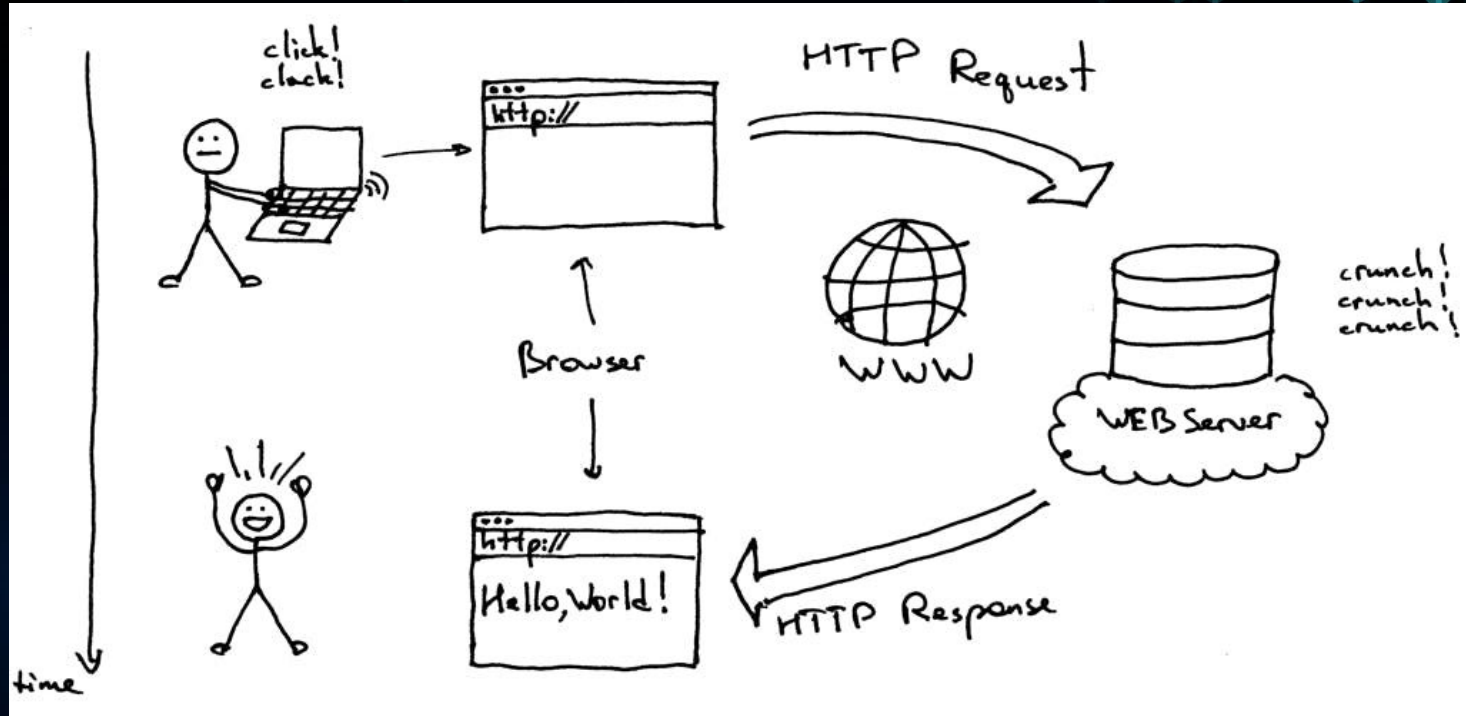 click!
clack!
HTTP Request
http://
crunch!
crunch!
crunch!
Browser
WWW
WEB Server
http://
Hello, World!
HTTP Response
time